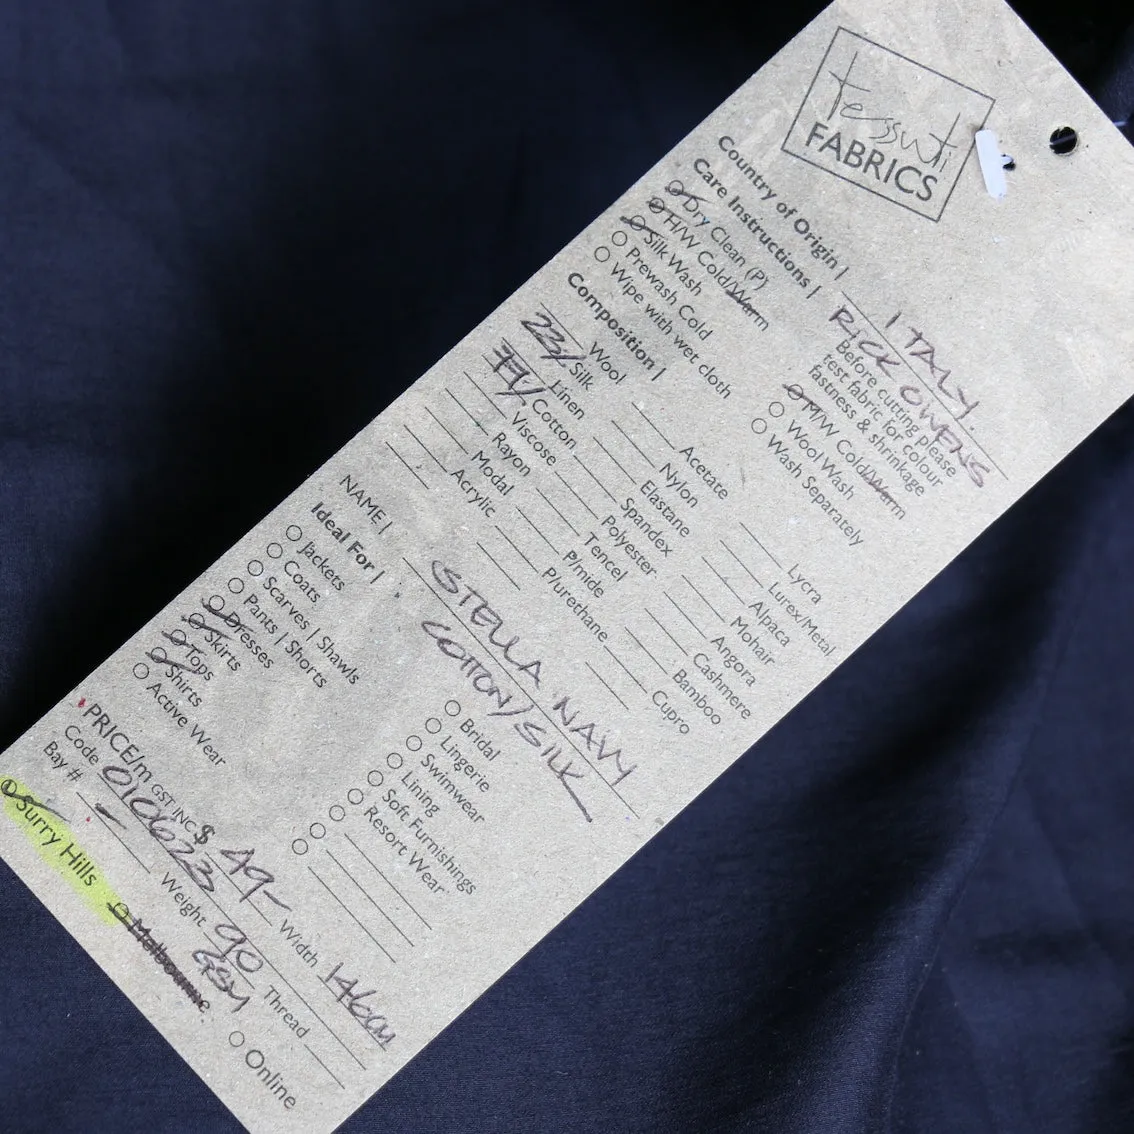 tessuti
FABRICS
Country of Origin | ITALY.
Care Instructions | RICK OWENS
Dry Clean (P)
H/W Cold/Warm
Silk Wash
Prewash Cold
Wipe with wet cloth
Before cutting please
test fabric for colour
fastness & shrinkage
M/W Cold/Warm
Wool Wash
Wash Separately
Composition |
Wool
23% Silk
Linen
77% Cotton
Viscose
Rayon
Modal
Acrylic
Acetate
Nylon
Elastane
Spandex
Polyester
Tencel
P/mide
P/urethane
Lycra
Lurex/Metal
Alpaca
Mohair
Angora
Cashmere
Bamboo
Cupro
NAME | STELLA NAVY
COTTON/SILK
Ideal For |
Jackets
Coats
Scarves | Shawls
Pants | Shorts
Dresses
Skirts
Tops
Shirts
Active Wear
Bridal
Lingerie
Swimwear
Lining
Soft Furnishings
Resort Wear
PRICE/m GST INC $ 49- Width 146cm
Code 010623 Weight 90 GSM Thread
Bay # -
Surry Hills Melbourne Online